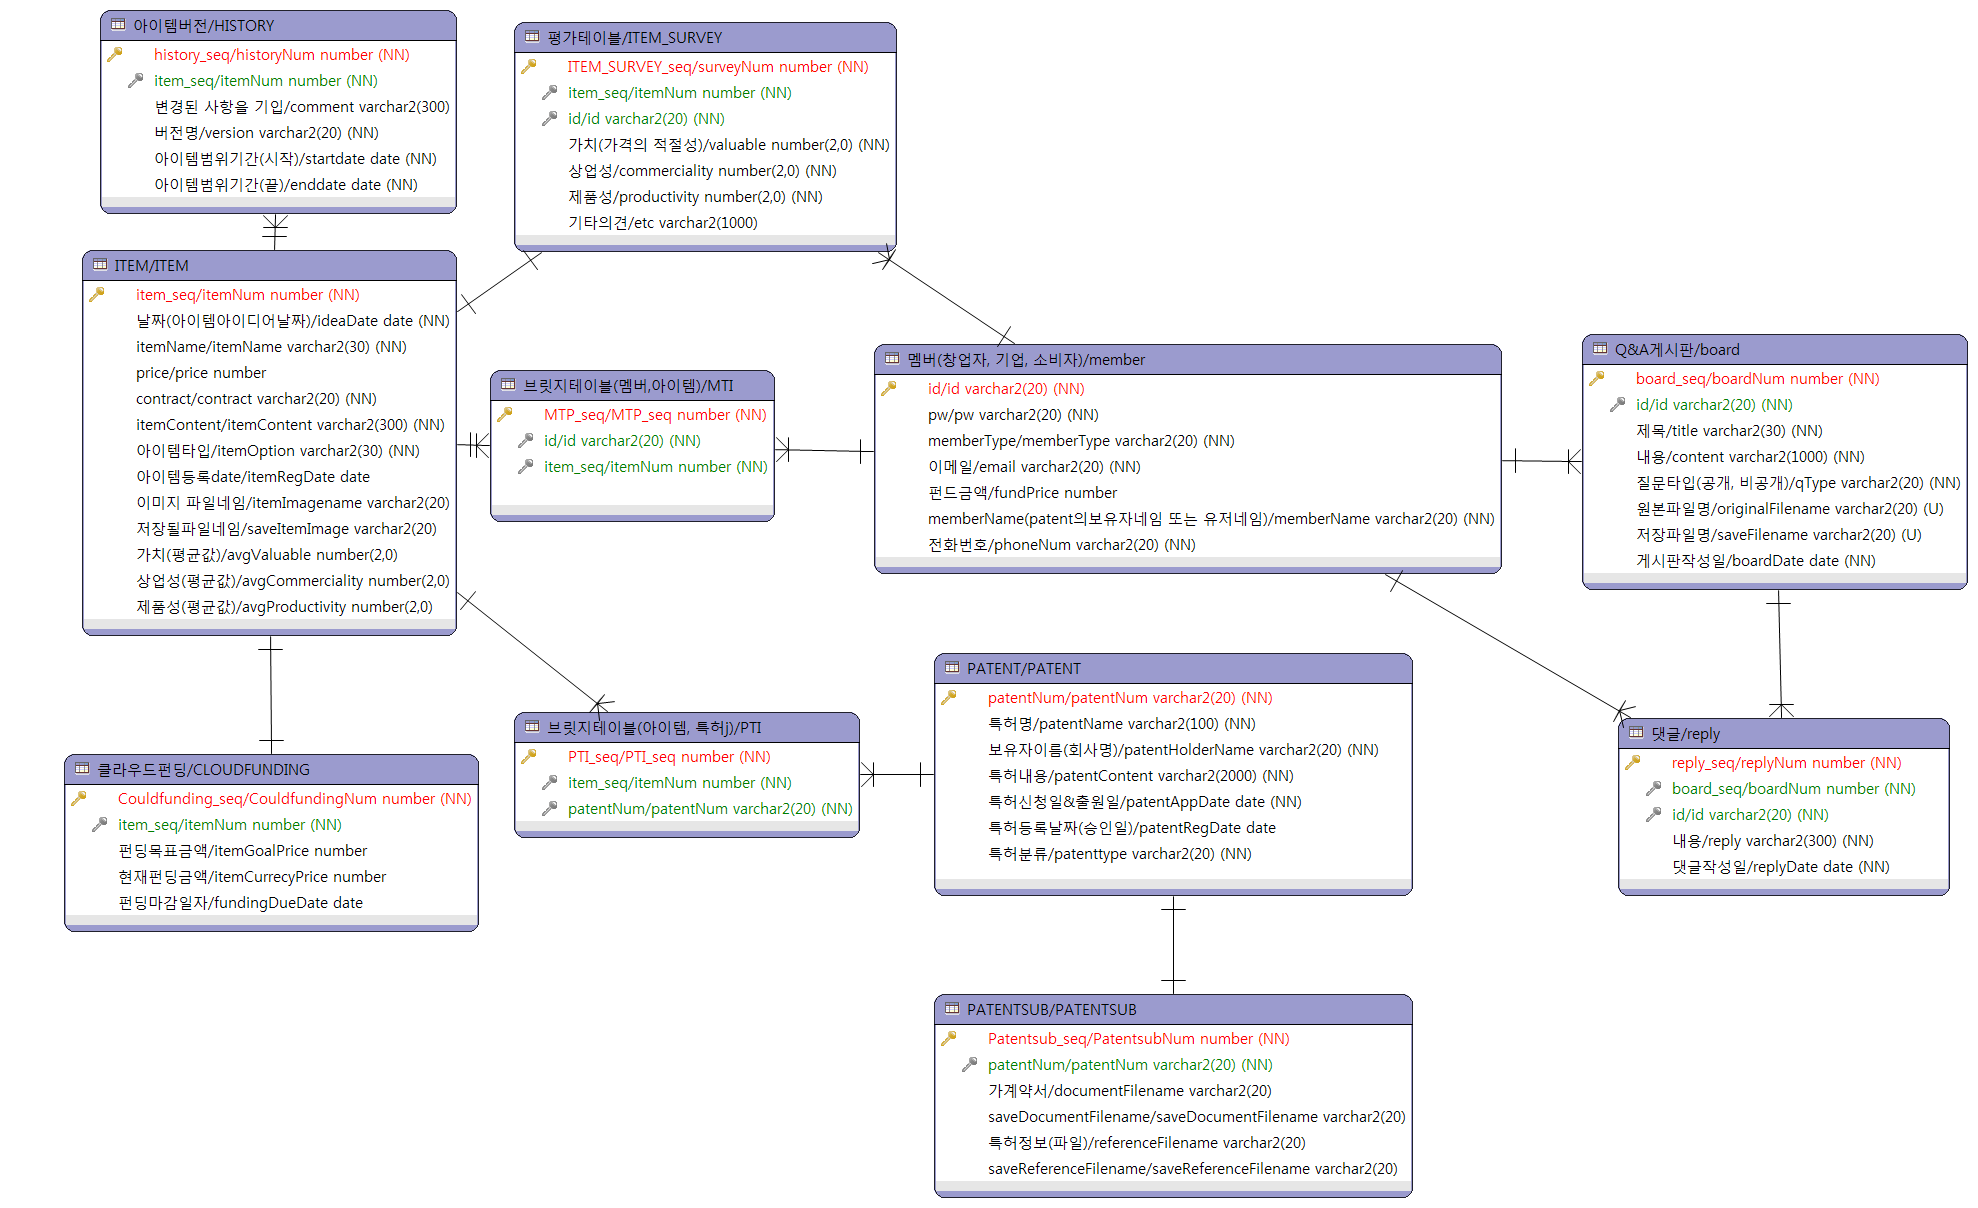 아이템버전/HISTORY
history_seq/historyNum number (NN)
item_seq/itemNum number (NN)
변경된 사항을 기입/comment varchar2(300)
버전명/version varchar2(20) (NN)
아이템범위기간(시작)/startdate date (NN)
아이템범위기간(끝)/enddate date (NN)
평가테이블/ITEM_SURVEY
ITEM_SURVEY_seq/surveyNum number (NN)
item_seq/itemNum number (NN)
id/id varchar2(20) (NN)
가치(가격의 적절성)/valuable number(2,0) (NN)
상업성/commerciality number(2,0) (NN)
제품성/productivity number(2,0) (NN)
기타의견/etc varchar2(1000)
ITEM/ITEM
item_seq/itemNum number (NN)
날짜(아이템아이디어날짜)/ideaDate date (NN)
itemName/itemName varchar2(30) (NN)
price/price number
contract/contract varchar2(20) (NN)
itemContent/itemContent varchar2(300) (NN)
아이템타입/itemOption varchar2(30) (NN)
아이템등록date/itemRegDate date
이미지 파일네임/itemImagename varchar2(20)
저장될파일네임/saveItemImage varchar2(20)
가치(평균값)/avgValuable number(2,0)
상업성(평균값)/avgCommerciality number(2,0)
제품성(평균값)/avgProductivity number(2,0)
브릿지테이블(멤버,아이템)/MTI
MTP_seq/MTP_seq number (NN)
id/id varchar2(20) (NN)
item_seq/itemNum number (NN)
멤버(창업자, 기업, 소비자)/member
id/id varchar2(20) (NN)
pw/pw varchar2(20) (NN)
memberType/memberType varchar2(20) (NN)
이메일/email varchar2(20) (NN)
펀드금액/fundPrice number
memberName(patent의보유자네임 또는 유저네임)/memberName varchar2(20) (NN)
전화번호/phoneNum varchar2(20) (NN)
Q&A게시판/board
board_seq/boardNum number (NN)
id/id varchar2(20) (NN)
제목/title varchar2(30) (NN)
내용/content varchar2(1000) (NN)
질문타입(공개, 비공개)/qType varchar2(20) (NN)
원본파일명/originalFilename varchar2(20) (U)
저장파일명/saveFilename varchar2(20) (U)
게시판작성일/boardDate date (NN)
클라우드펀딩/CLOUDFUNDING
Couldfunding_seq/CouldfundingNum number (NN)
item_seq/itemNum number (NN)
펀딩목표금액/itemGoalPrice number
현재펀딩금액/itemCurrecyPrice number
펀딩마감일자/fundingDueDate date
브릿지테이블(아이템, 특허j)/PTI
PTI_seq/PTI_seq number (NN)
item_seq/itemNum number (NN)
patentNum/patentNum varchar2(20) (NN)
PATENT/PATENT
patentNum/patentNum varchar2(20) (NN)
특허명/patentName varchar2(100) (NN)
보유자이름(회사명)/patentHolderName varchar2(20) (NN)
특허내용/patentContent varchar2(2000) (NN)
특허신청일&출원일/patentAppDate date (NN)
특허등록날짜(승인일)/patentRegDate date
특허분류/patenttype varchar2(20) (NN)
댓글/reply
reply_seq/replyNum number (NN)
board_seq/boardNum number (NN)
id/id varchar2(20) (NN)
내용/reply varchar2(300) (NN)
댓글작성일/replyDate date (NN)
PATENTSUB/PATENTSUB
Patentsub_seq/PatentsubNum number (NN)
patentNum/patentNum varchar2(20) (NN)
가계약서/documentFilename varchar2(20)
saveDocumentFilename/saveDocumentFilename varchar2(20)
특허정보(파일)/referenceFilename varchar2(20)
saveReferenceFilename/saveReferenceFilename varchar2(20)